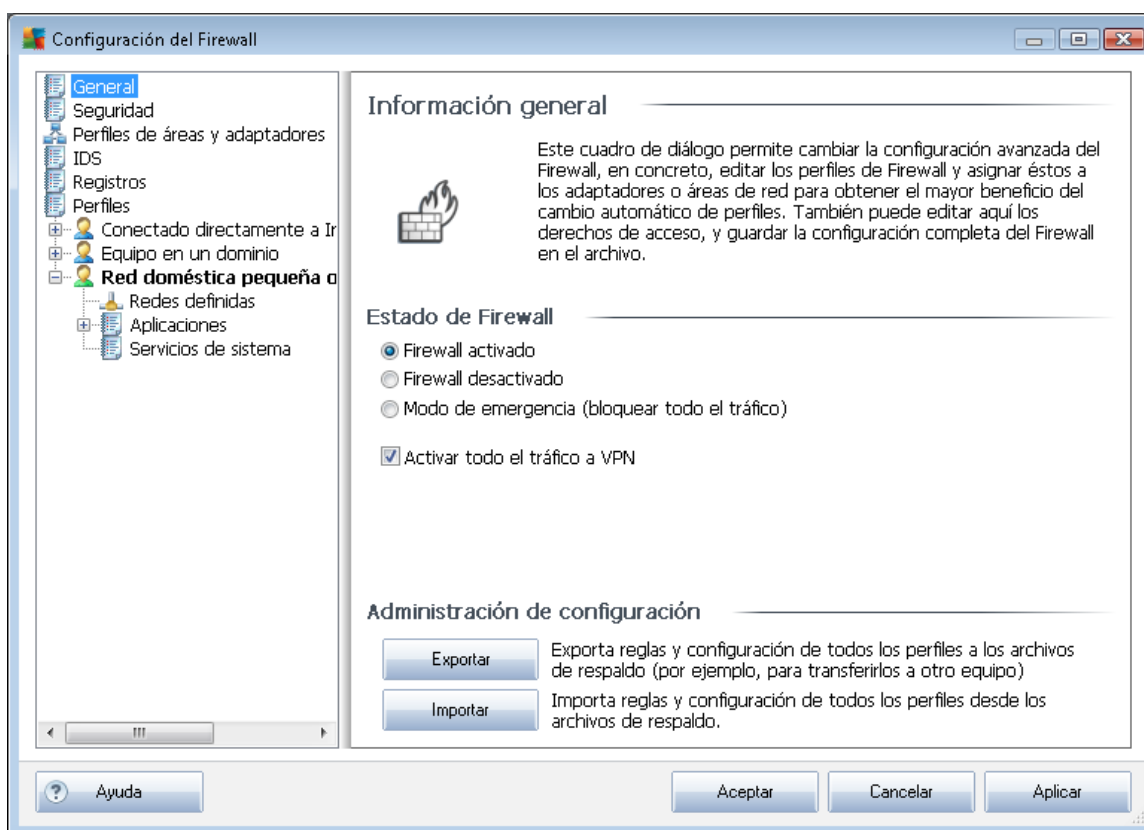 Configuración del Firewall
General
Seguridad
Perfiles de áreas y adaptadores
IDS
Registros
Perfiles
Conectado directamente a
Equipo en un dominio
Red doméstica pequeña
Redes definidas
Aplicaciones
Servicios de sistema
Información general
Este cuadro de diálogo permite cambiar la configuración avanzada del
Firewall, en concreto, editar los perfiles de Firewall y asignar éstos a
los adaptadores o áreas de red para obtener el mayor beneficio del
cambio automático de perfiles. También puede editar aquí los
derechos de acceso, y guardar la configuración completa del Firewall
en el archivo.
Estado de Firewall
Firewall activado
Firewall desactivado
Modo de emergencia (bloquear todo el tráfico)
Activar todo el tráfico a VPN
Administración de configuración
Exportar
Exporta reglas y configuración de todos los perfiles a los archivos
de respaldo (por ejemplo, para transferirlos a otro equipo)
Importar
Importa reglas y configuración de todos los perfiles desde los
archivos de respaldo.
Ayuda
Aceptar
Cancelar
Aplicar